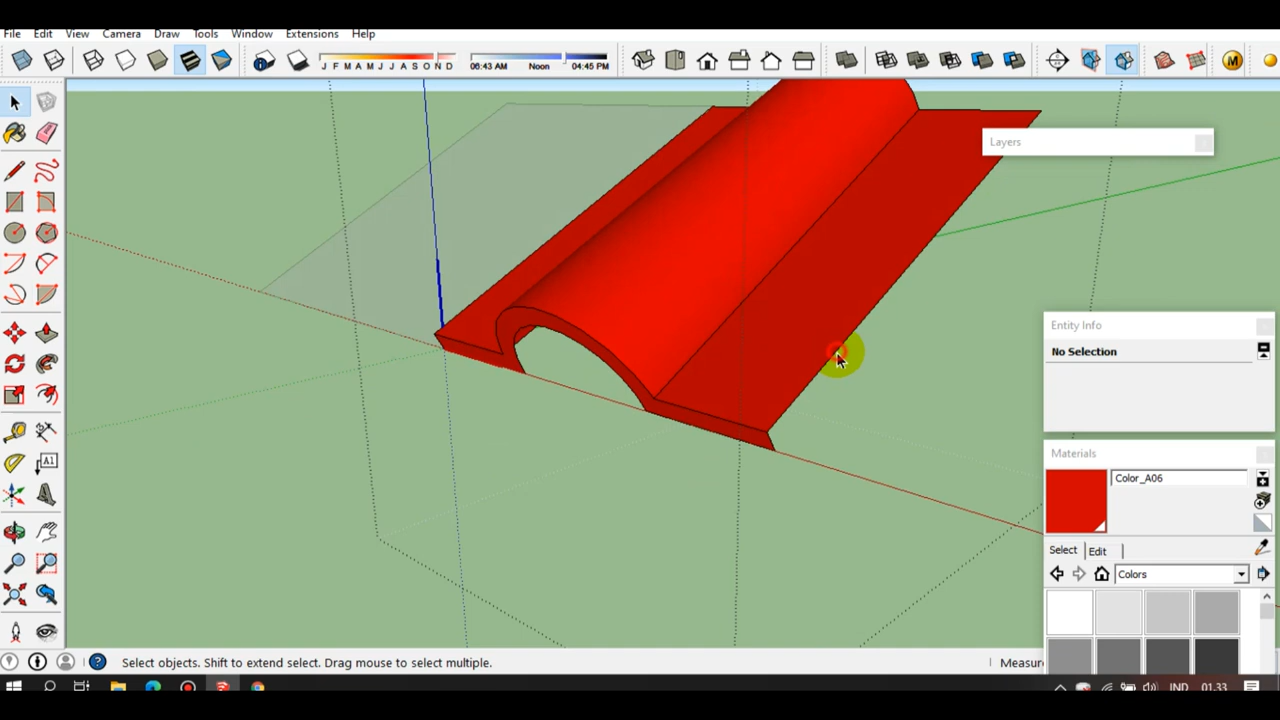 File Edit View Camera Draw Tools Window Extensions Help
J F M A M J J A S O N D
06:43 AM Noon 04:45 PM
M
Layers
Entity Info
No Selection
A1
Materials
Color_A06
Select Edit
Colors
Select objects. Shift to extend select. Drag mouse to select multiple.
Measure
IND 01.33